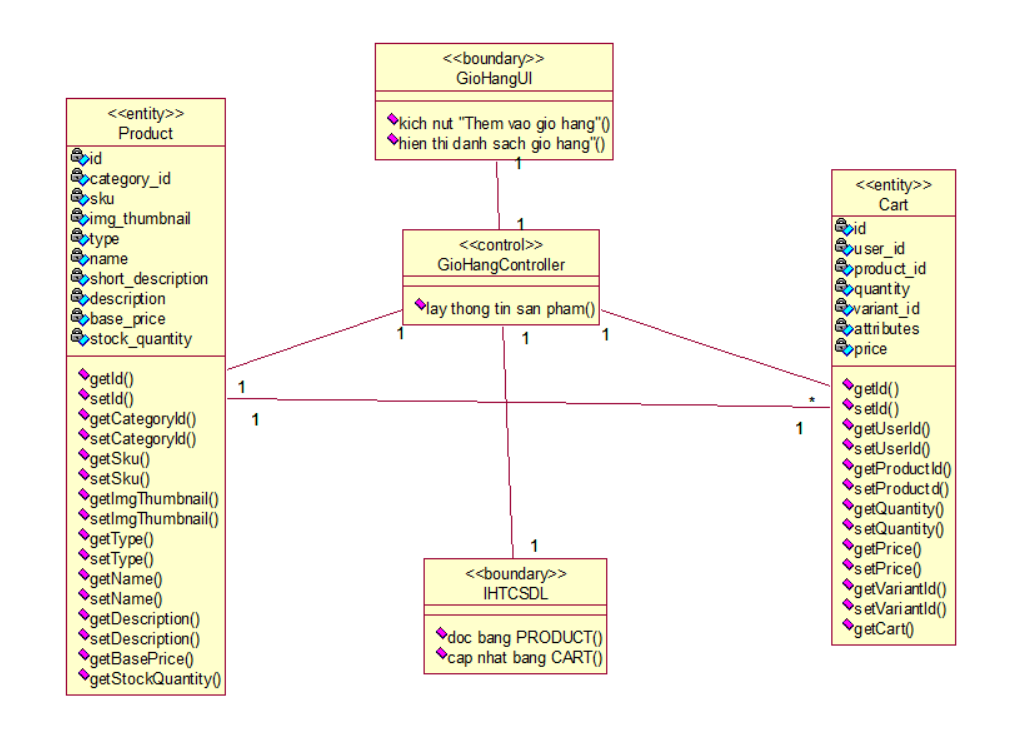 <<boundary>>
GioHangUI
kich nut "Them vao gio hang"()
hien thi danh sach gio hang"()
1
<<entity>>
Product
id
category_id
sku
img_thumbnail
type
name
short_description
description
base_price
stock_quantity
getId()
setId()
getCategoryId()
setCategoryId()
getSku()
setSku()
getImgThumbnail()
setImgThumbnail()
getType()
setType()
getName()
setName()
getDescription()
setDescription()
getBasePrice()
getStockQuantity()
1
<<control>>
GioHangController
lay thong tin san pham()
1
1
1
1
1
*
1
<<entity>>
Cart
id
user_id
product_id
quantity
variant_id
attributes
price
getId()
setId()
getUserId()
setUserId()
getProductId()
setProductd()
getQuantity()
setQuantity()
getPrice()
setPrice()
getVariantId()
setVariantId()
getCart()
1
<<boundary>>
IHTCSDL
doc bang PRODUCT()
cap nhat bang CART()